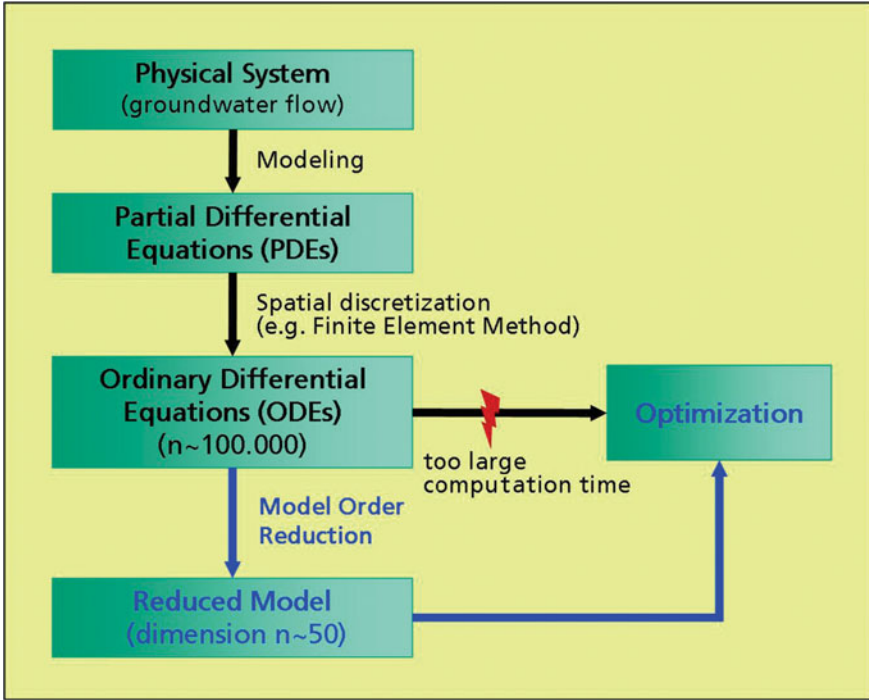 Physical System
(groundwater flow)
Modeling
Partial Differential
Equations (PDEs)
Spatial discretization
(e.g. Finite Element Method)
Ordinary Differential
Equations (ODEs)
(n~100.000)
Optimization
too large
computation time
Model Order
Reduction
Reduced Model
(dimension n~50)